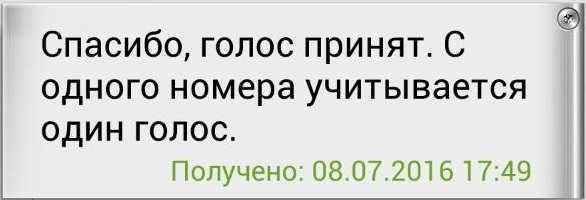 Спасибо, голос принят. С
одного номера учитывается
один голос.
Получено: 08.07.2016 17:49